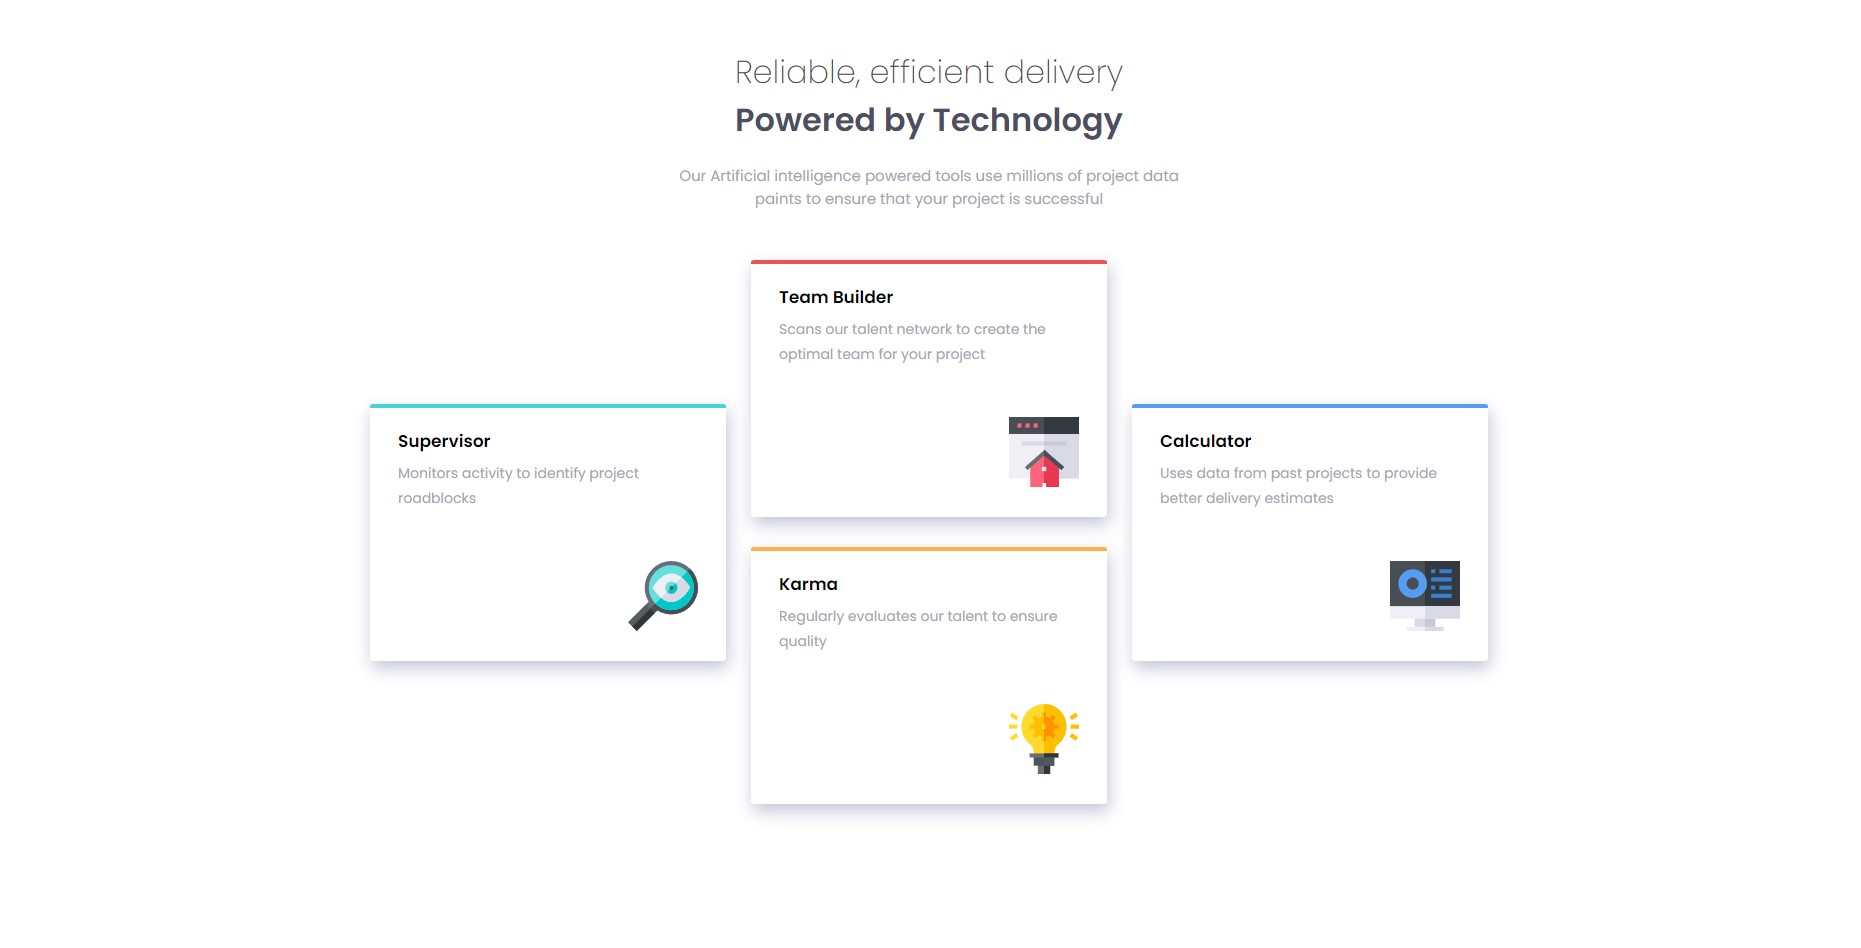 Reliable, efficient delivery
Powered by Technology
Our Artificial intelligence powered tools use millions of project data
paints to ensure that your project is successful
Team Builder
Scans our talent network to create the
optimal team for your project
Supervisor
Monitors activity to identify project
roadblocks
Calculator
Uses data from past projects to provide
better delivery estimates
Karma
Regularly evaluates our talent to ensure
quality